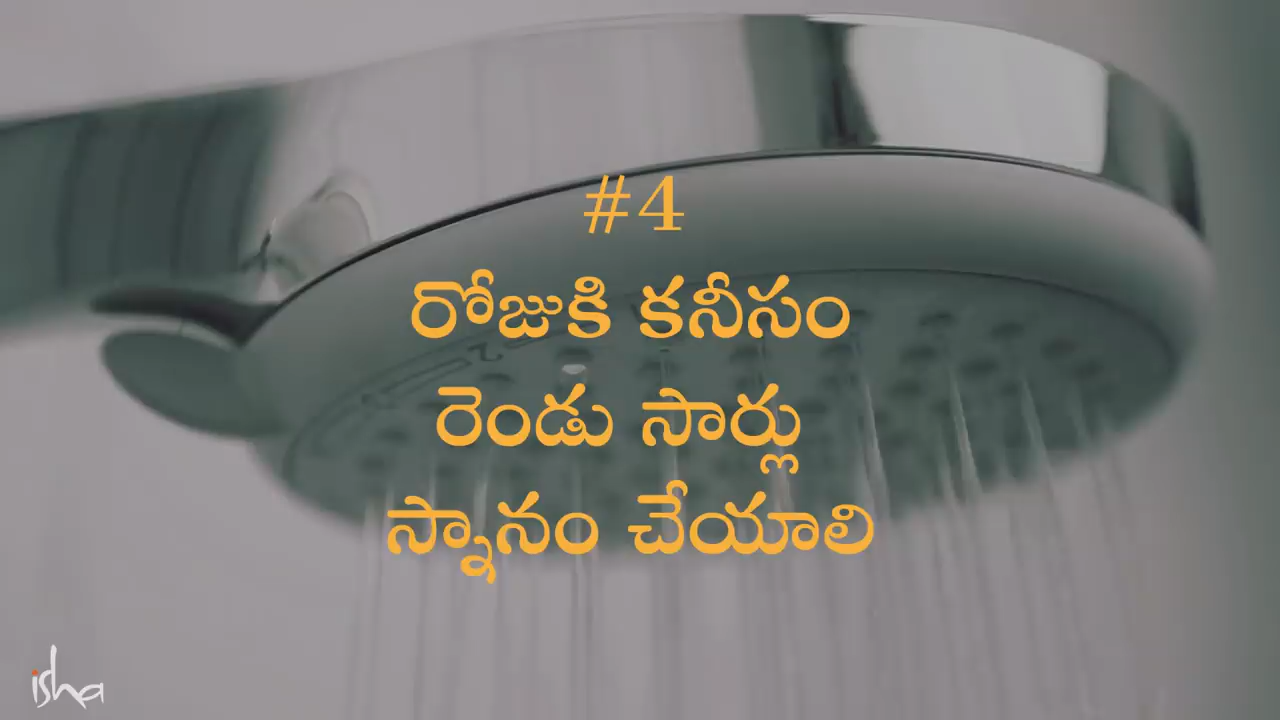 #4
రోజుకి కనీసం
రెండు సార్లు
స్నానం చేయాలి
isha